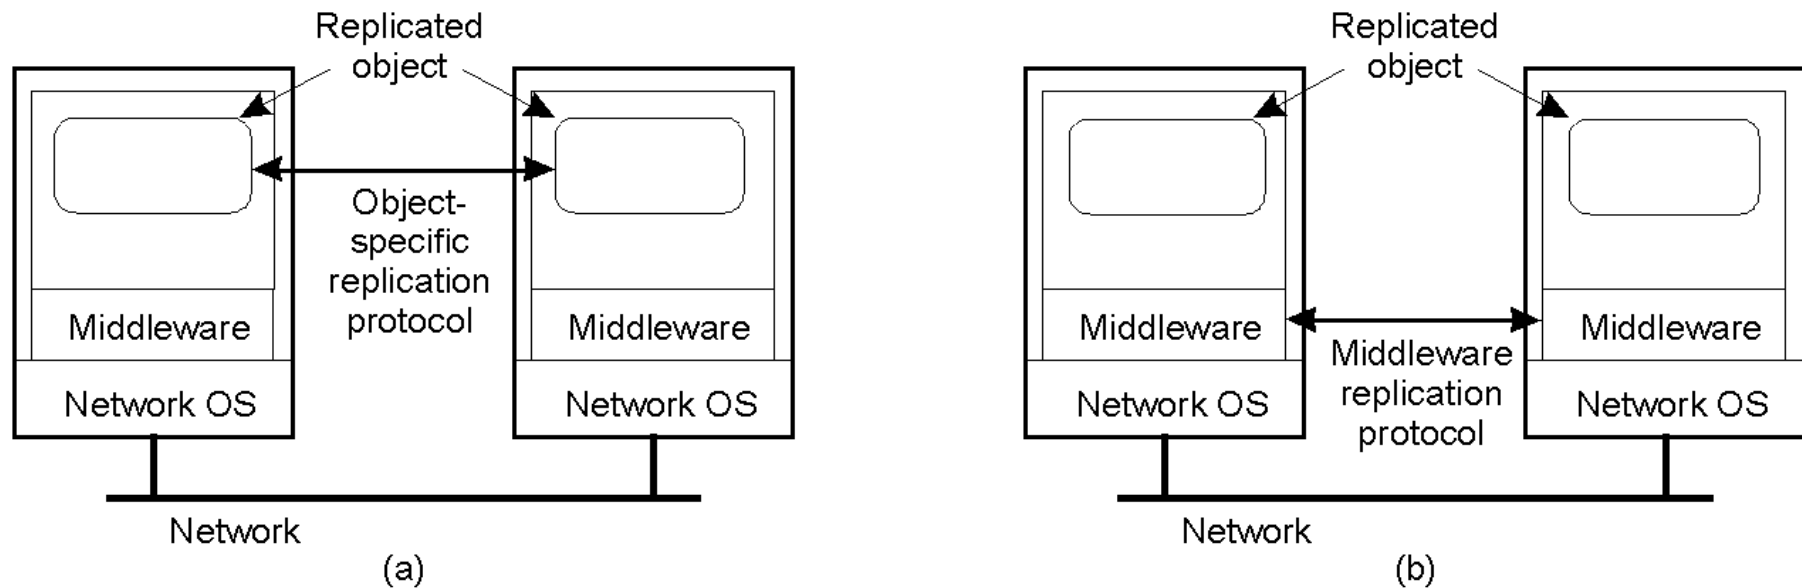 Replicated
object
Object-
specific
replication
protocol
Middleware
Middleware
Network OS
Network OS
Network
(a)
Replicated
object
Middleware
Middleware
Middleware
replication
protocol
Network OS
Network OS
Network
(b)